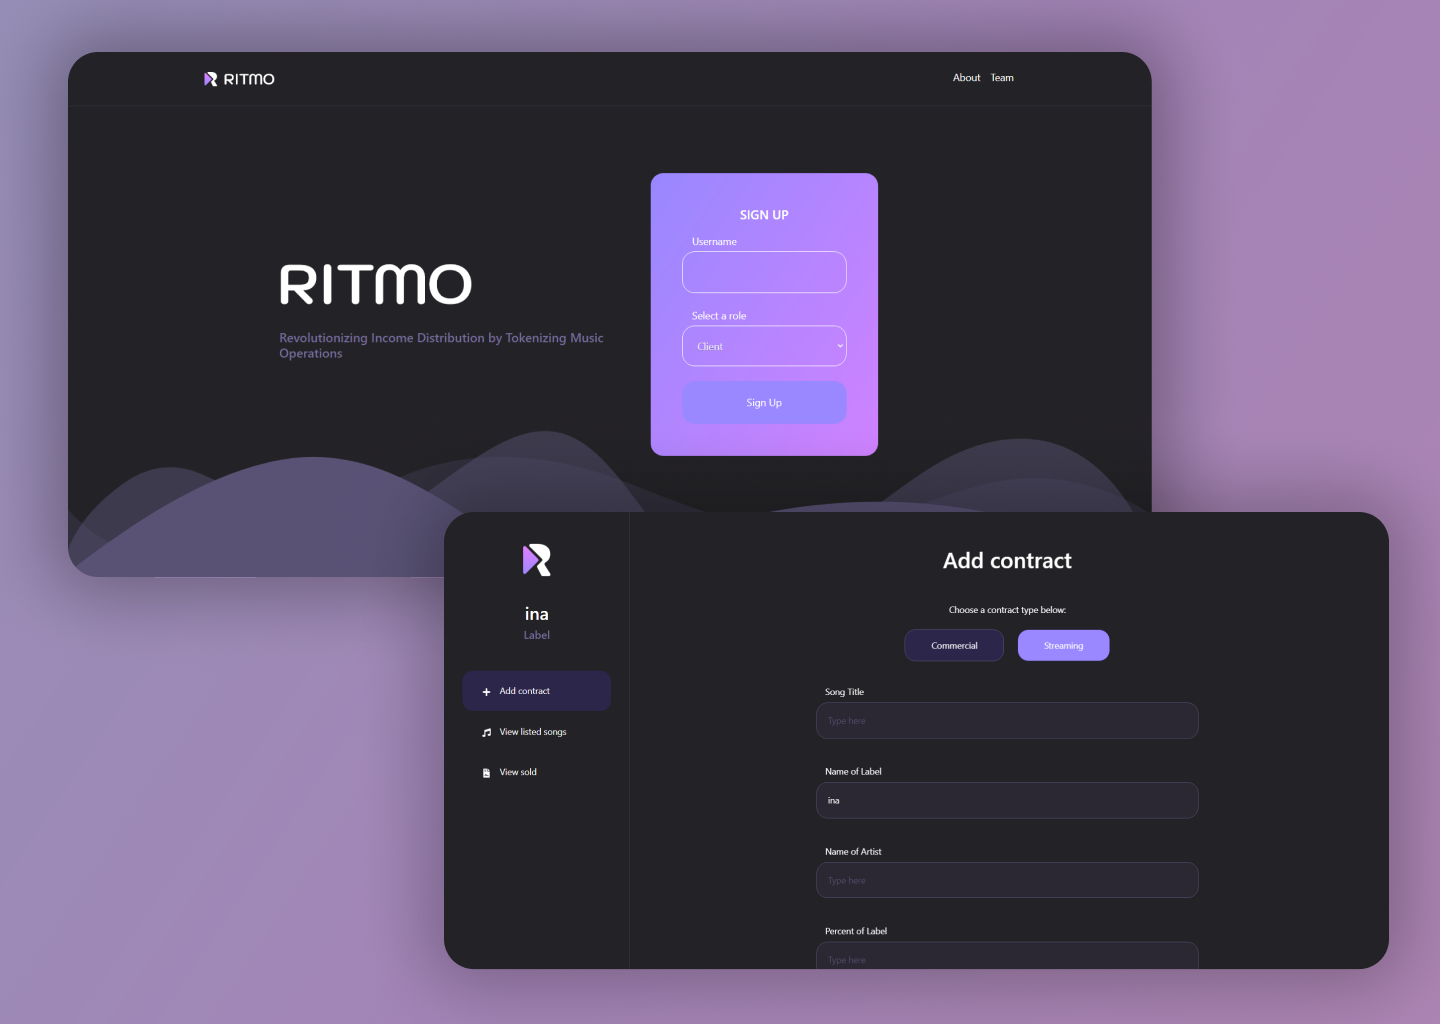 RITMO
About Team
RITMO
Revolutionizing Income Distribution by Tokenizing Music
Operations
SIGN UP
Username
Select a role
Client
Sign Up
ina
Label
Add contract
View listed songs
View sold
Add contract
Choose a contract type below:
Commercial Streaming
Song Title
Type here
Name of Label
ina
Name of Artist
Type here
Percent of Label
Type here